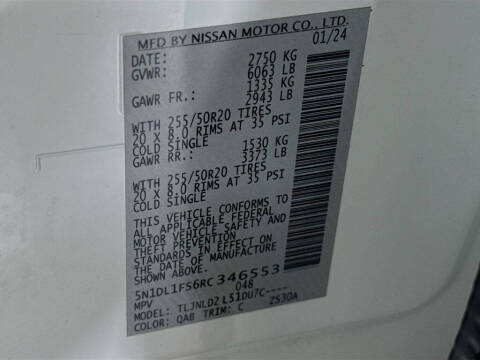 MFD BY NISSAN MOTOR CO., LTD.
DATE: 01/24
GVWR: 2750 KG
6063 LB
GAWR FR.: 1335 KG
2943 LB
WITH 255/50R20 TIRES
20 X 8.0 RIMS AT 35 PSI
COLD SINGLE
GAWR RR.: 1530 KG
3373 LB
WITH 255/50R20 TIRES
20 X 8.0 RIMS AT 35 PSI
COLD SINGLE
THIS VEHICLE CONFORMS TO
ALL APPLICABLE FEDERAL
MOTOR VEHICLE SAFETY AND
THEFT PREVENTION
STANDARDS IN EFFECT ON
THE DATE OF MANUFACTURE
SHOWN ABOVE.
5N1DL1FS6RC346553
MPV 048
MODEL: TLJNLD2 L51DU7C----
COLOR: QAB TRIM: C ZS30A